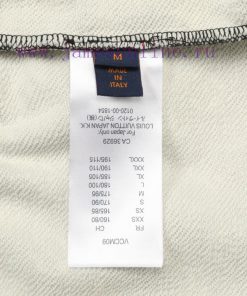 M
MADE
IN
ITALY
VCCM09
FR CH
XXS 160/80
XS 165/85
S 170/90
M 175/95
L 180/100
XL 185/105
XXL 190/110
XXXL 195/115
CA 36929
For Japan only
LOUIS VUITTON JAPAN K.K.
0120-00-1854